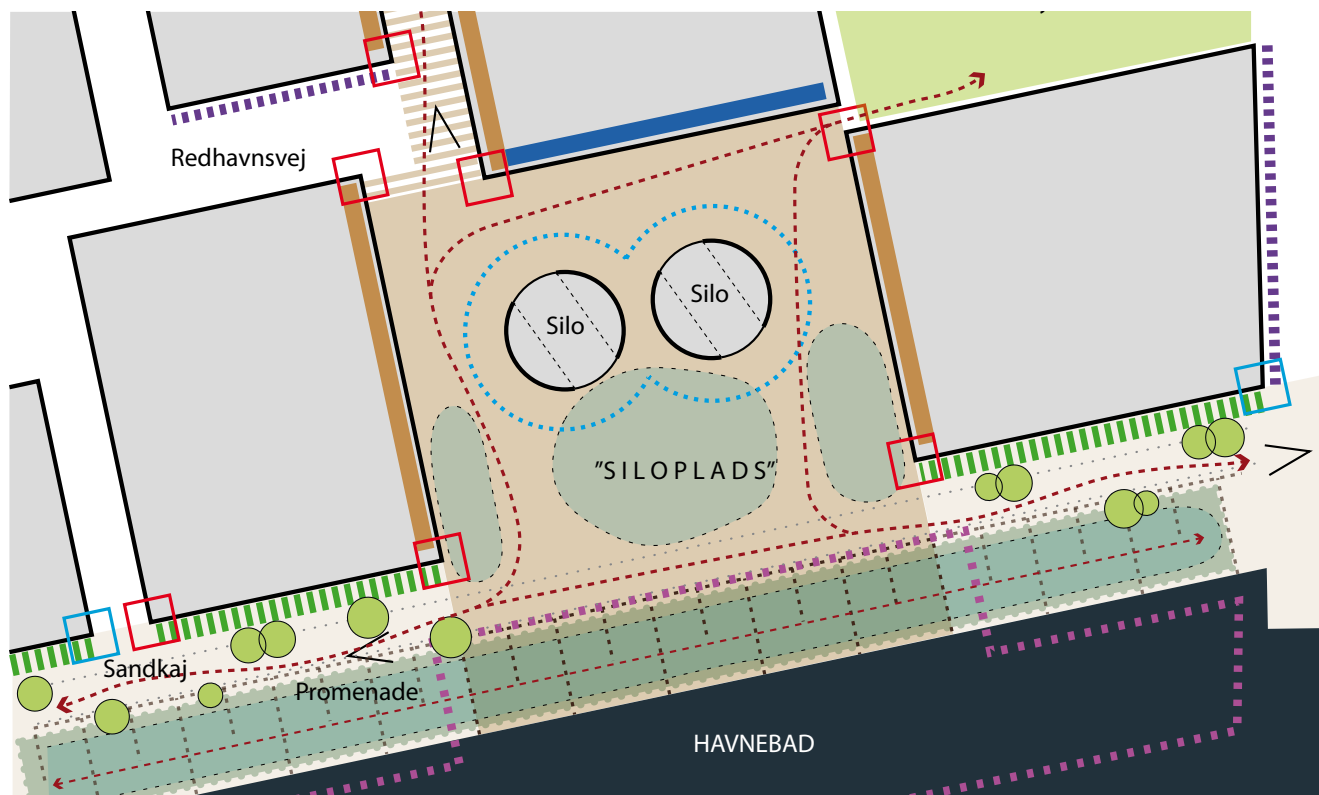 Redhavnsvej
Silo
Silo
"SILOPLADS"
Sandkaj
Promenade
HAVNEBAD